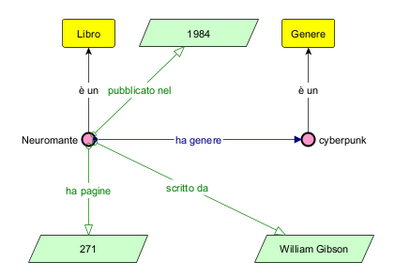 Libro
1984
Genere
è un
pubblicato nel
è un
Neuromante
ha genere
cyberpunk
ha pagine
scritto da
271
William Gibson